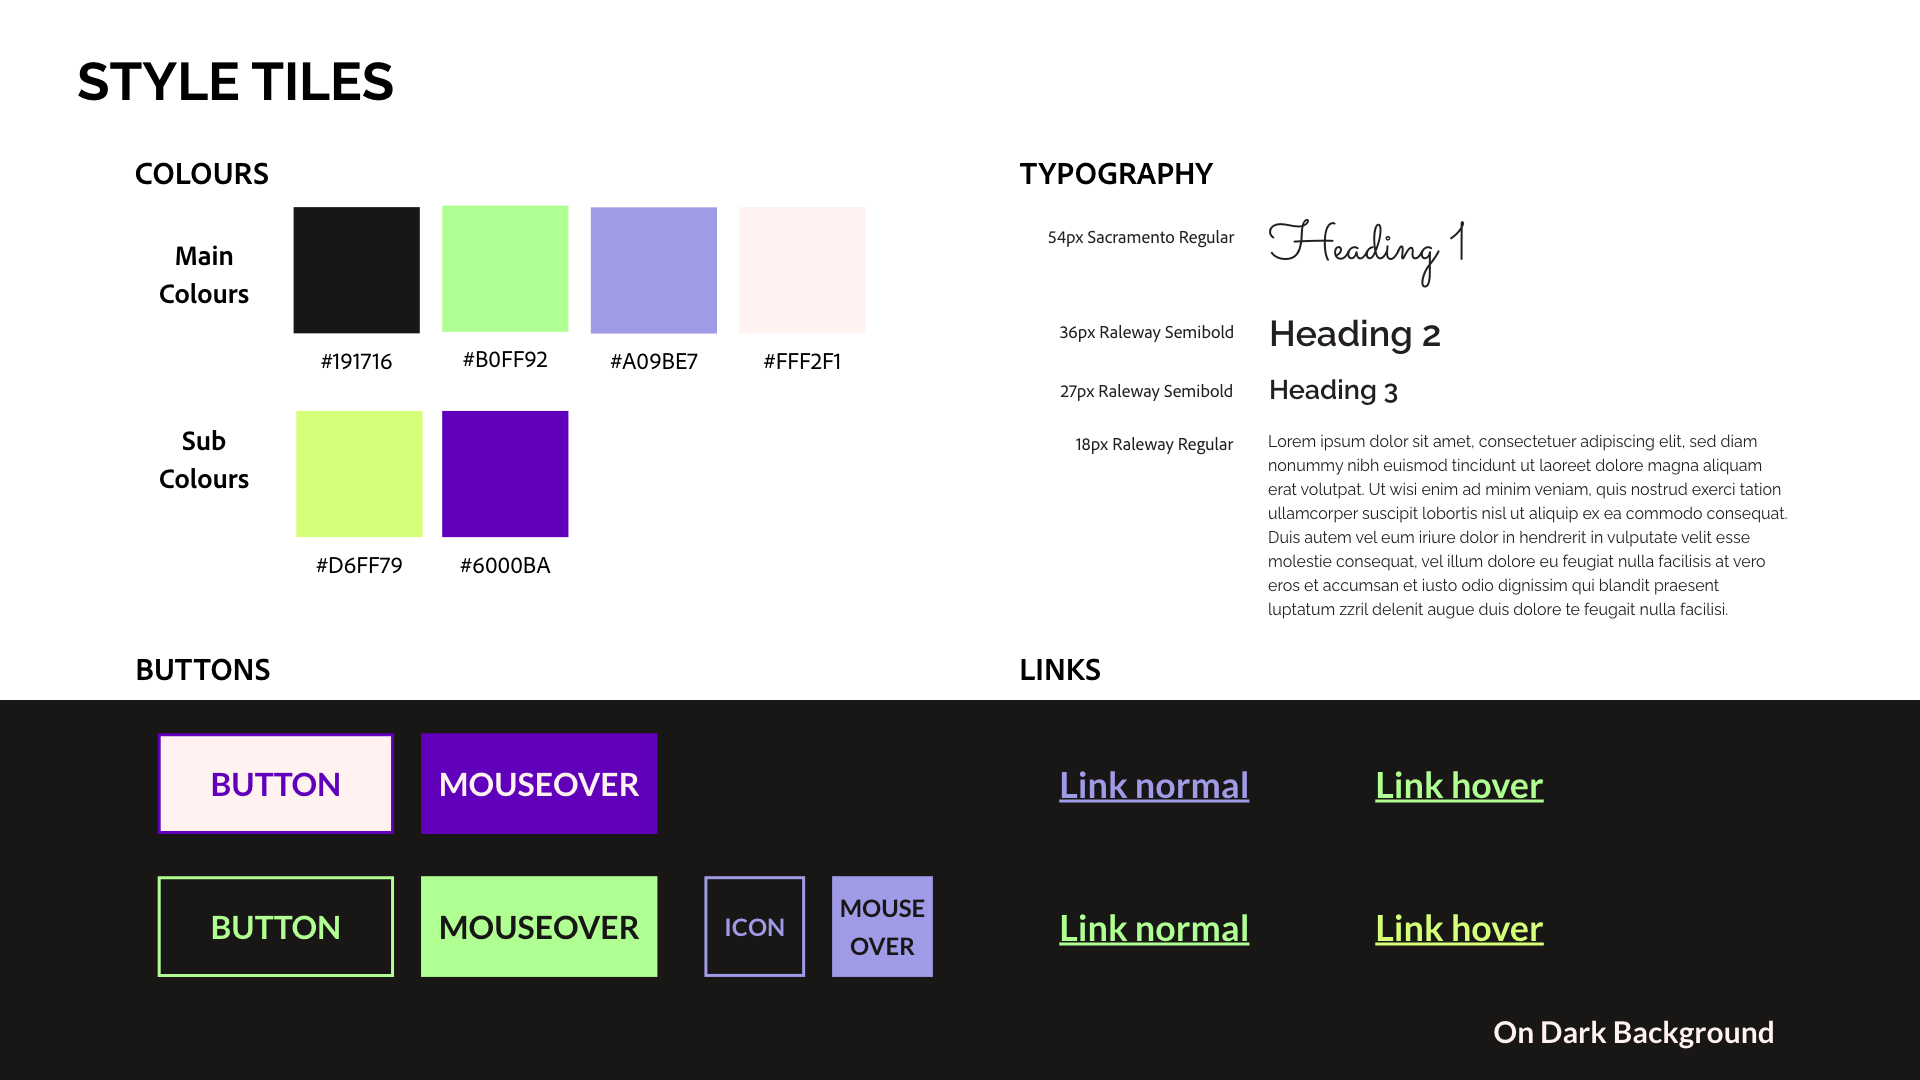 STYLE TILES
COLOURS
Main
Colours
#191716
#B0FF92
#A09BE7
#FFF2F1
Sub
Colours
#D6FF79
#6000BA
TYPOGRAPHY
54px Sacramento Regular
Heading 1
36px Raleway Semibold
Heading 2
27px Raleway Semibold
Heading 3
18px Raleway Regular
Lorem ipsum dolor sit amet, consectetuer adipiscing elit, sed diam
nonummy nibh euismod tincidunt ut laoreet dolore magna aliquam
erat volutpat. Ut wisi enim ad minim veniam, quis nostrud exerci tation
ullamcorper suscipit lobortis nisl ut aliquip ex ea commodo consequat.
Duis autem vel eum iriure dolor in hendrerit in vulputate velit esse
molestie consequat, vel illum dolore eu feugiat nulla facilisis at vero
eros et accumsan et iusto odio dignissim qui blandit praesent
luptatum zzril delenit augue duis dolore te feugait nulla facilisi.
BUTTONS
BUTTON
MOUSEOVER
BUTTON
MOUSEOVER
ICON
MOUSE
OVER
LINKS
Link normal
Link hover
Link normal
Link hover
On Dark Background